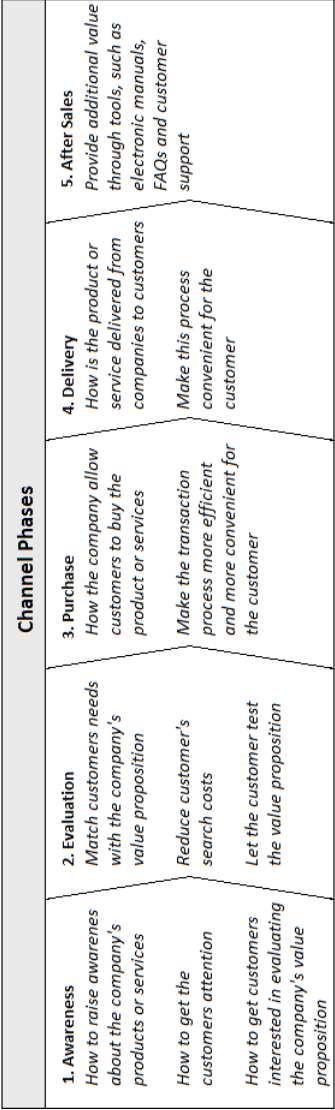 Channel Phases
1. Awareness
How to raise awarenes
about the company's
products or services
How to get the
customers attention
How to get customers
interested in evaluating
the company's value
proposition
2. Evaluation
Match customers needs
with the company's
value proposition
Reduce customer's
search costs
Let the customer test
the value proposition
3. Purchase
How the company allow
customers to buy the
product or services
Make the transaction
process more efficient
and more convenient for
the customer
4. Delivery
How is the product or
service delivered from
companies to customers
Make this process
convenient for the
customer
5. After Sales
Provide additional value
through tools, such as
electronic manuals,
FAQs and customer
support